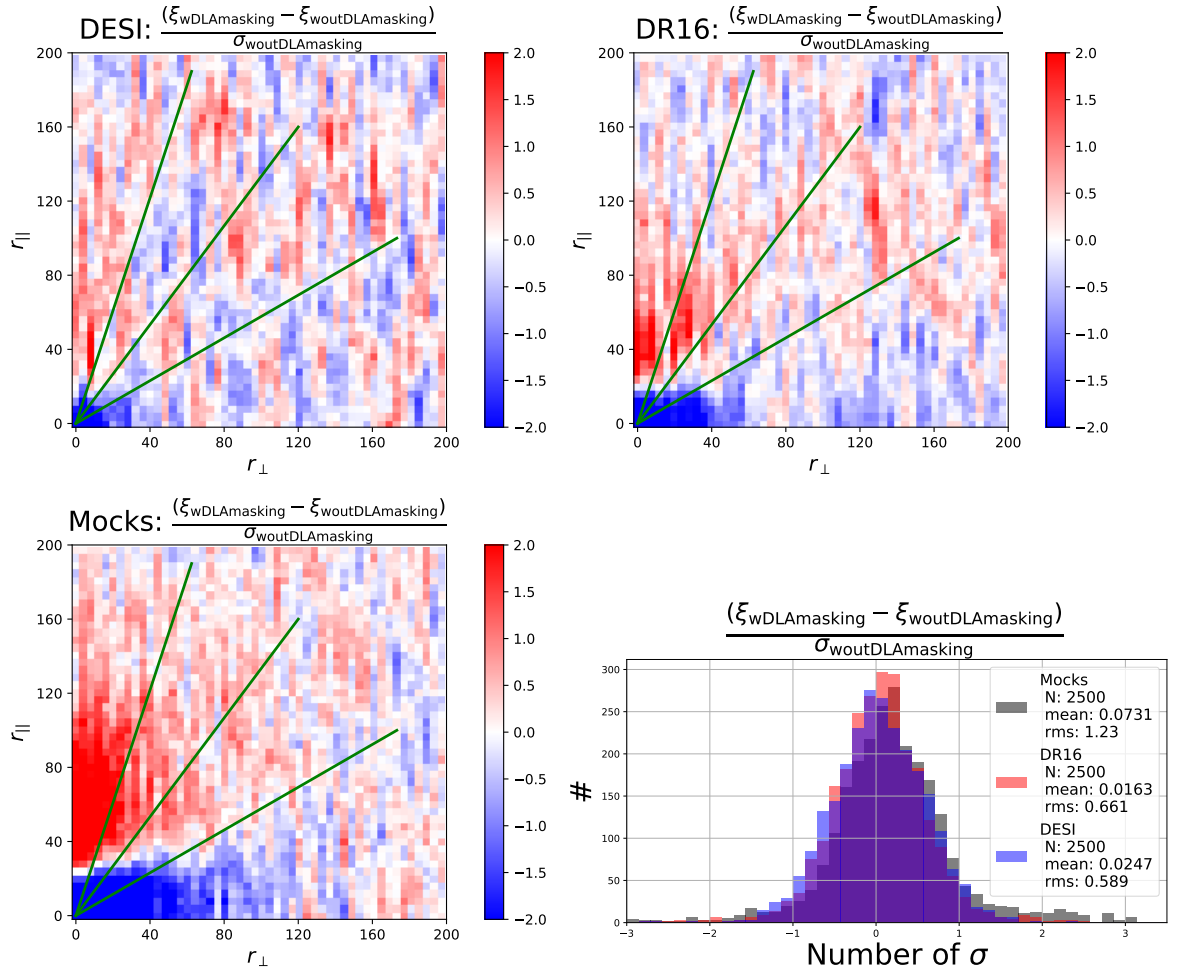 DESI: (ξwDLAmasking − ξwoutDLAmasking)
σwoutDLAmasking
200
160
120
80
40
0
r||
0 40 80 120 160 200
r⊥
2.0
1.5
1.0
0.5
0.0
−0.5
−1.0
−1.5
−2.0
DR16: (ξwDLAmasking − ξwoutDLAmasking)
σwoutDLAmasking
200
160
120
80
40
0
r||
0 40 80 120 160 200
r⊥
2.0
1.5
1.0
0.5
0.0
−0.5
−1.0
−1.5
−2.0
Mocks: (ξwDLAmasking − ξwoutDLAmasking)
σwoutDLAmasking
200
160
120
80
40
0
r||
0 40 80 120 160 200
r⊥
2.0
1.5
1.0
0.5
0.0
−0.5
−1.0
−1.5
−2.0
(ξwDLAmasking − ξwoutDLAmasking)
σwoutDLAmasking
300
250
200
150
100
50
0
#
Mocks
N: 2500
mean: 0.0731
rms: 1.23
DR16
N: 2500
mean: 0.0163
rms: 0.661
DESI
N: 2500
mean: 0.0247
rms: 0.589
−3 −2 −1 0 1 2 3
Number of σ